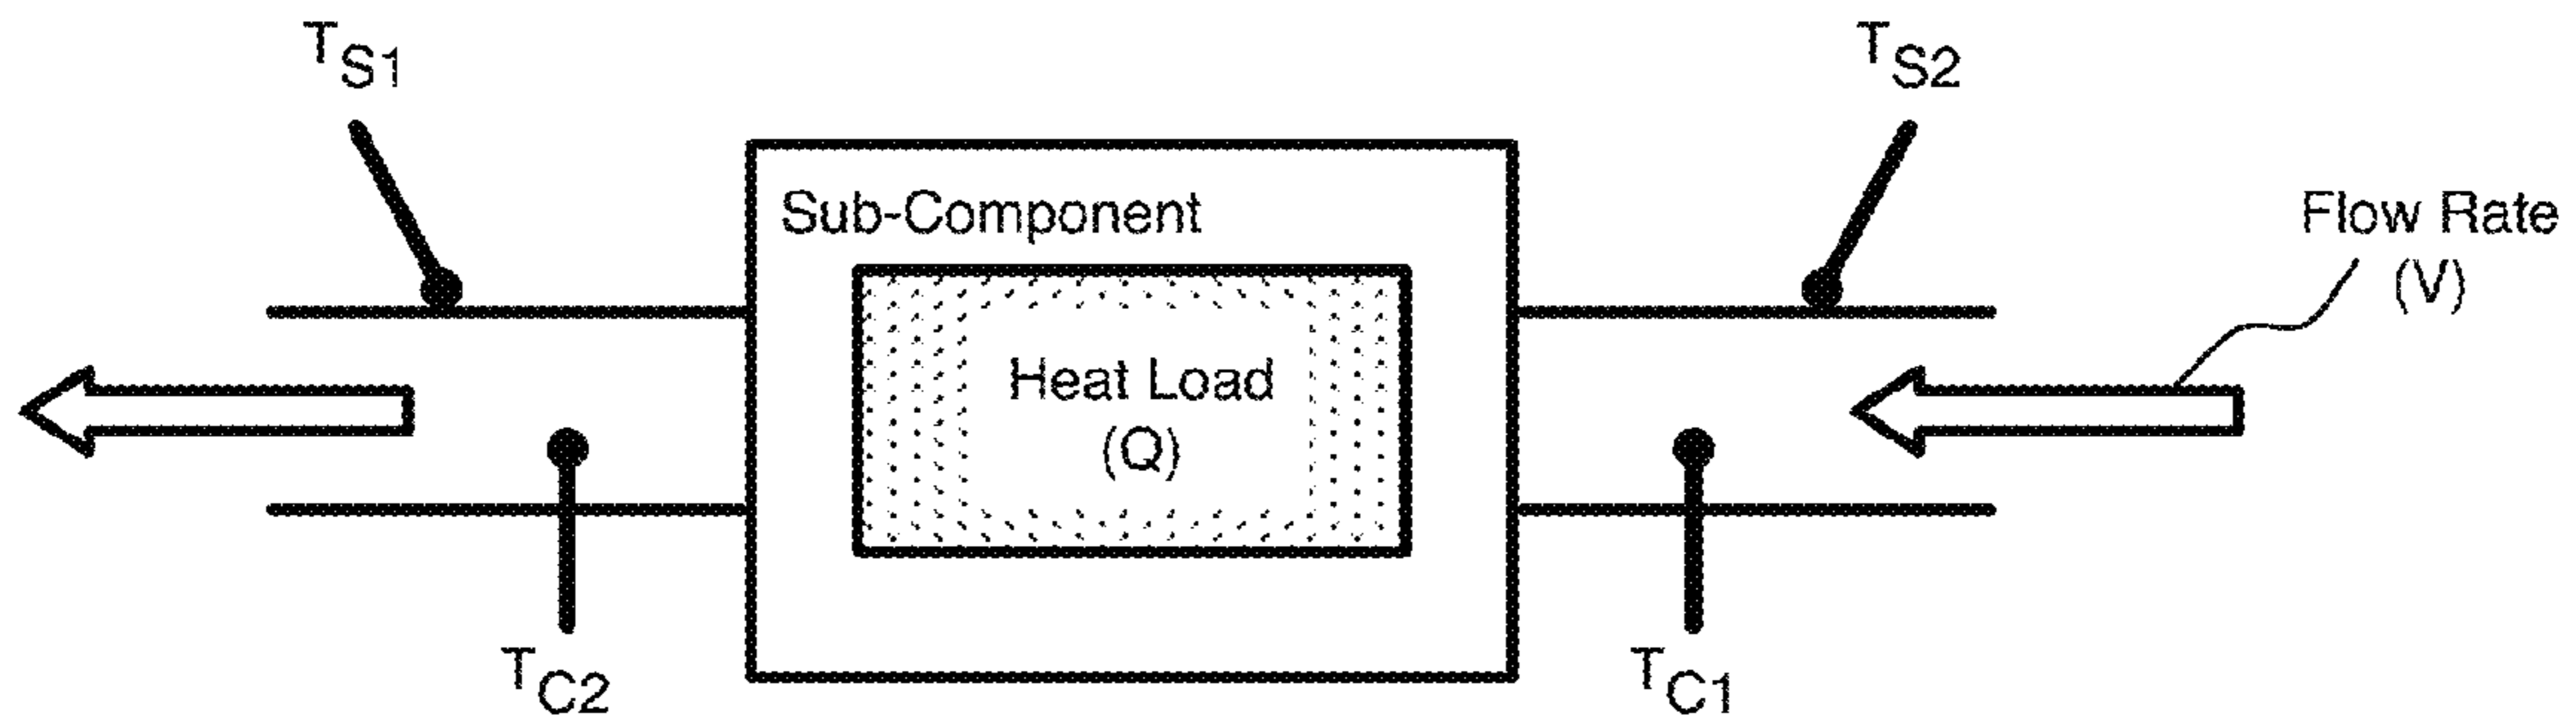 TS1
TS2
Sub-Component
Flow Rate
(V)
Heat Load
(Q)
TC2
TC1